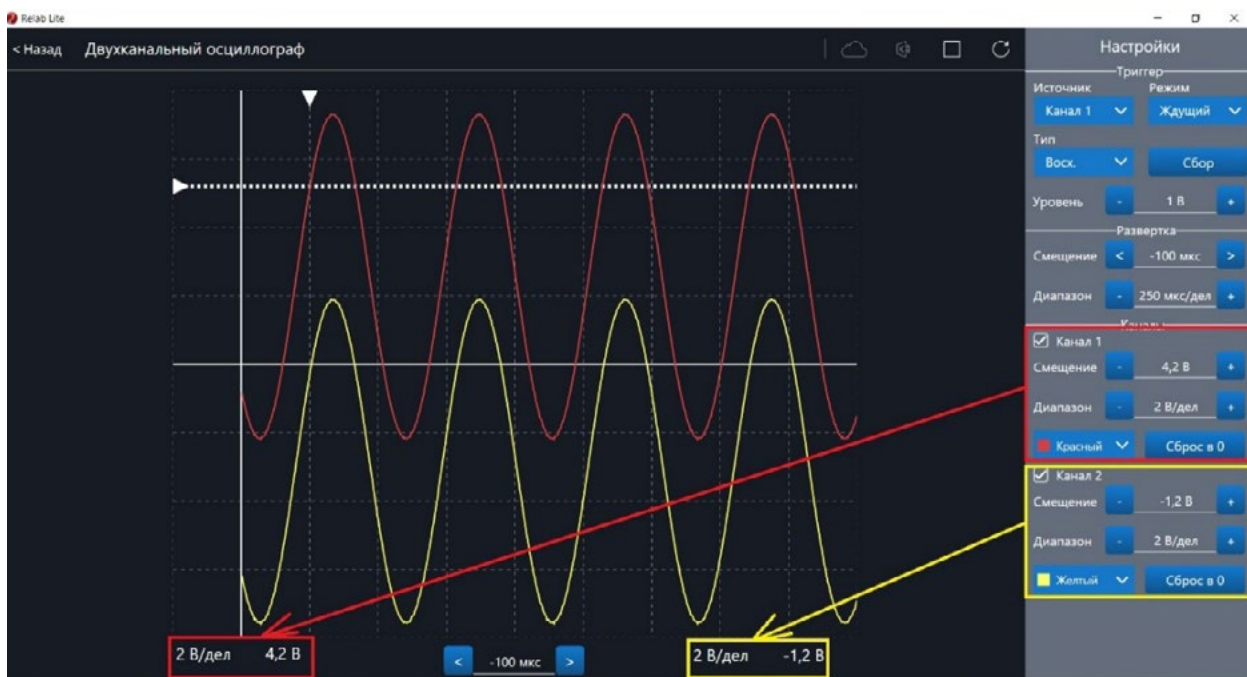 Relab Lite
< Назад Двухканальный осциллограф
Настройки
Триггер
Источник Режим
Канал 1 Ждущий
Тип
Восх. Сбор
Уровень - 1 В +
Развертка
Смещение < -100 мкс >
Диапазон - 250 мкс/дел +
Каналы
Канал 1
Смещение - 4,2 В +
Диапазон - 2 В/дел +
Красный Сброс в 0
Канал 2
Смещение - -1,2 В +
Диапазон - 2 В/дел +
Желтый Сброс в 0
2 В/дел 4,2 В < -100 мкс > 2 В/дел -1,2 В